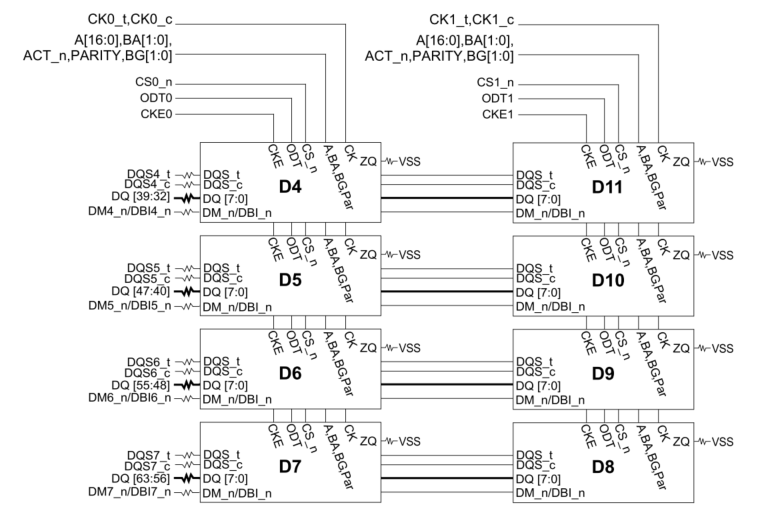 CK0_t,CK0_c
A[16:0],BA[1:0],
ACT_n,PARITY,BG[1:0]
CS0_n
ODT0
CKE0
CK1_t,CK1_c
A[16:0],BA[1:0],
ACT_n,PARITY,BG[1:0]
CS1_n
ODT1
CKE1
CKE ODT CS_n A,BA,BG,Par CK ZQ VSS
DQS4_t DQS_t
DQS4_c DQS_c
DQ [39:32] DQ [7:0]
DM4_n/DBI4_n DM_n/DBI_n
D4
CKE ODT CS_n A,BA,BG,Par CK ZQ VSS
DQS_t
DQS_c
DQ [7:0]
DM_n/DBI_n
D11
CKE ODT CS_n A,BA,BG,Par CK ZQ VSS
DQS5_t DQS_t
DQS5_c DQS_c
DQ [47:40] DQ [7:0]
DM5_n/DBI5_n DM_n/DBI_n
D5
CKE ODT CS_n A,BA,BG,Par CK ZQ VSS
DQS_t
DQS_c
DQ [7:0]
DM_n/DBI_n
D10
CKE ODT CS_n A,BA,BG,Par CK ZQ VSS
DQS6_t DQS_t
DQS6_c DQS_c
DQ [55:48] DQ [7:0]
DM6_n/DBI6_n DM_n/DBI_n
D6
CKE ODT CS_n A,BA,BG,Par CK ZQ VSS
DQS_t
DQS_c
DQ [7:0]
DM_n/DBI_n
D9
CKE ODT CS_n A,BA,BG,Par CK ZQ VSS
DQS7_t DQS_t
DQS7_c DQS_c
DQ [63:56] DQ [7:0]
DM7_n/DBI7_n DM_n/DBI_n
D7
CKE ODT CS_n A,BA,BG,Par CK ZQ VSS
DQS_t
DQS_c
DQ [7:0]
DM_n/DBI_n
D8